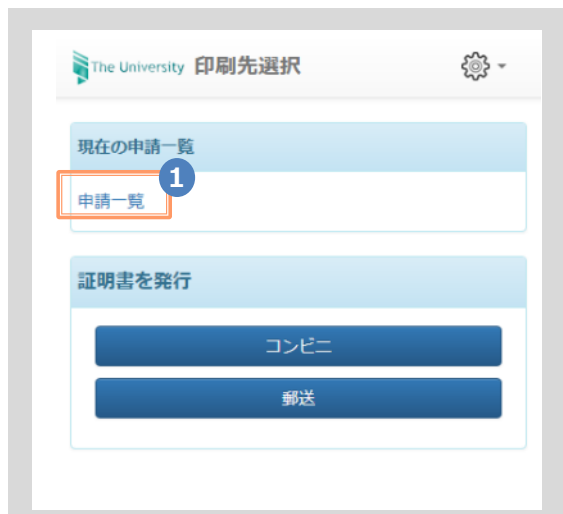 The University 印刷先選択
現在の申請一覧
1
申請一覧
証明書を発行
コンビニ
郵送